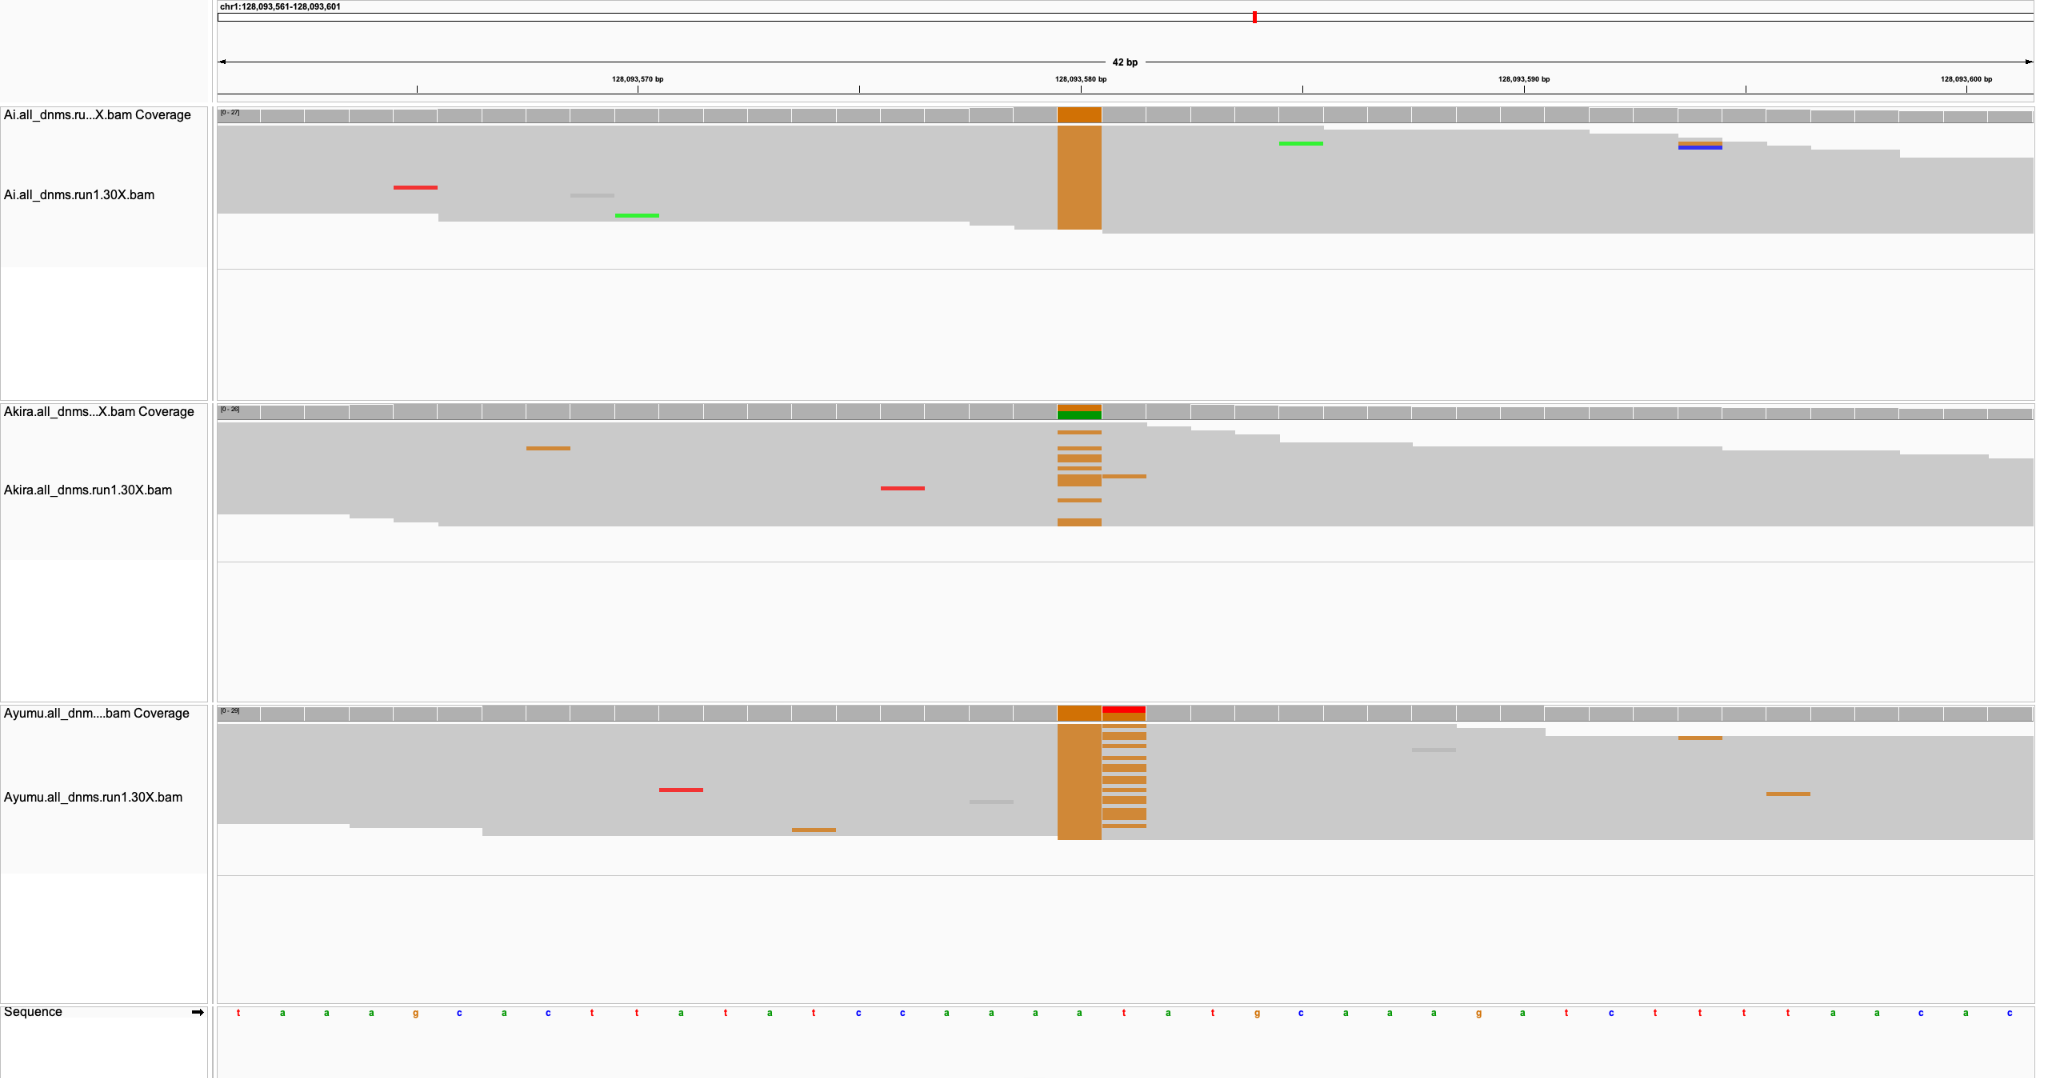 chr1:128,093,561-128,093,601
42 bp
128,093,570 bp
128,093,580 bp
128,093,590 bp
128,093,600 bp
Ai.all_dnms.ru...X.bam Coverage
[0 - 27]
Ai.all_dnms.run1.30X.bam
Akira.all_dnms...X.bam Coverage
[0 - 26]
Akira.all_dnms.run1.30X.bam
Ayumu.all_dnm....bam Coverage
[0 - 29]
Ayumu.all_dnms.run1.30X.bam
Sequence
t a a a g c a c t t a t a t c c a a a a t a t g c a a a g a t c t t t t a a c a c